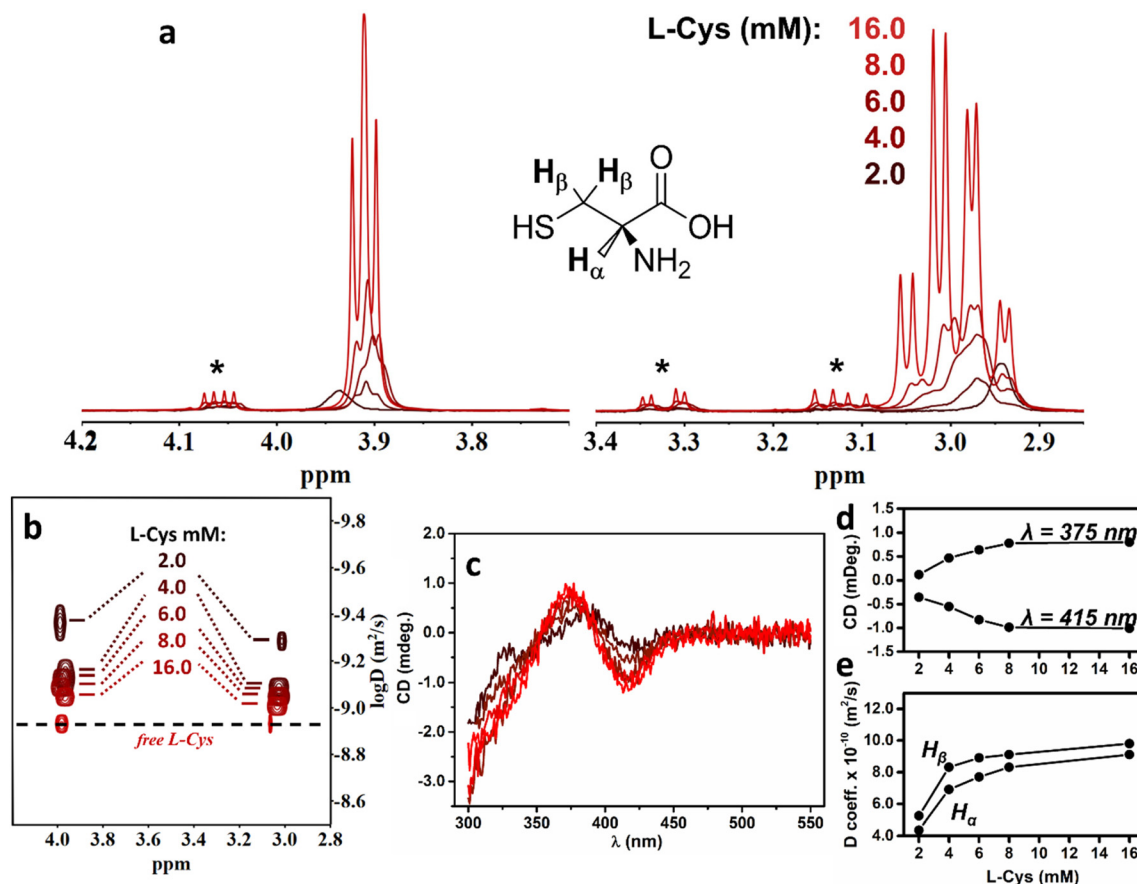 a
L-Cys (mM): 16.0
8.0
6.0
4.0
2.0
Hβ Hβ O
HS OH
Hα NH2
* * *
4.2 4.1 4.0 3.9 3.8
ppm
3.4 3.3 3.2 3.1 3.0 2.9
ppm
b
L-Cys mM:
2.0
4.0
6.0
8.0
16.0
free L-Cys
-9.8
-9.6
-9.4
-9.2
-9.0
-8.8
-8.6
logD (m²/s)
4.0 3.8 3.6 3.4 3.2 3.0 2.8
ppm
c
2.0
1.0
0.0
-1.0
-2.0
-3.0
CD (mdeg.)
300 350 400 450 500 550
λ (nm)
d
1.5
1.0
0.5
0.0
-0.5
-1.0
-1.5
CD (mDeg.)
λ = 375 nm
λ = 415 nm
2 4 6 8 10 12 14 16
e
12.0
10.0
8.0
6.0
4.0
D coeff. x 10⁻¹⁰ (m²/s)
Hβ
Hα
2 4 6 8 10 12 14 16
L-Cys (mM)